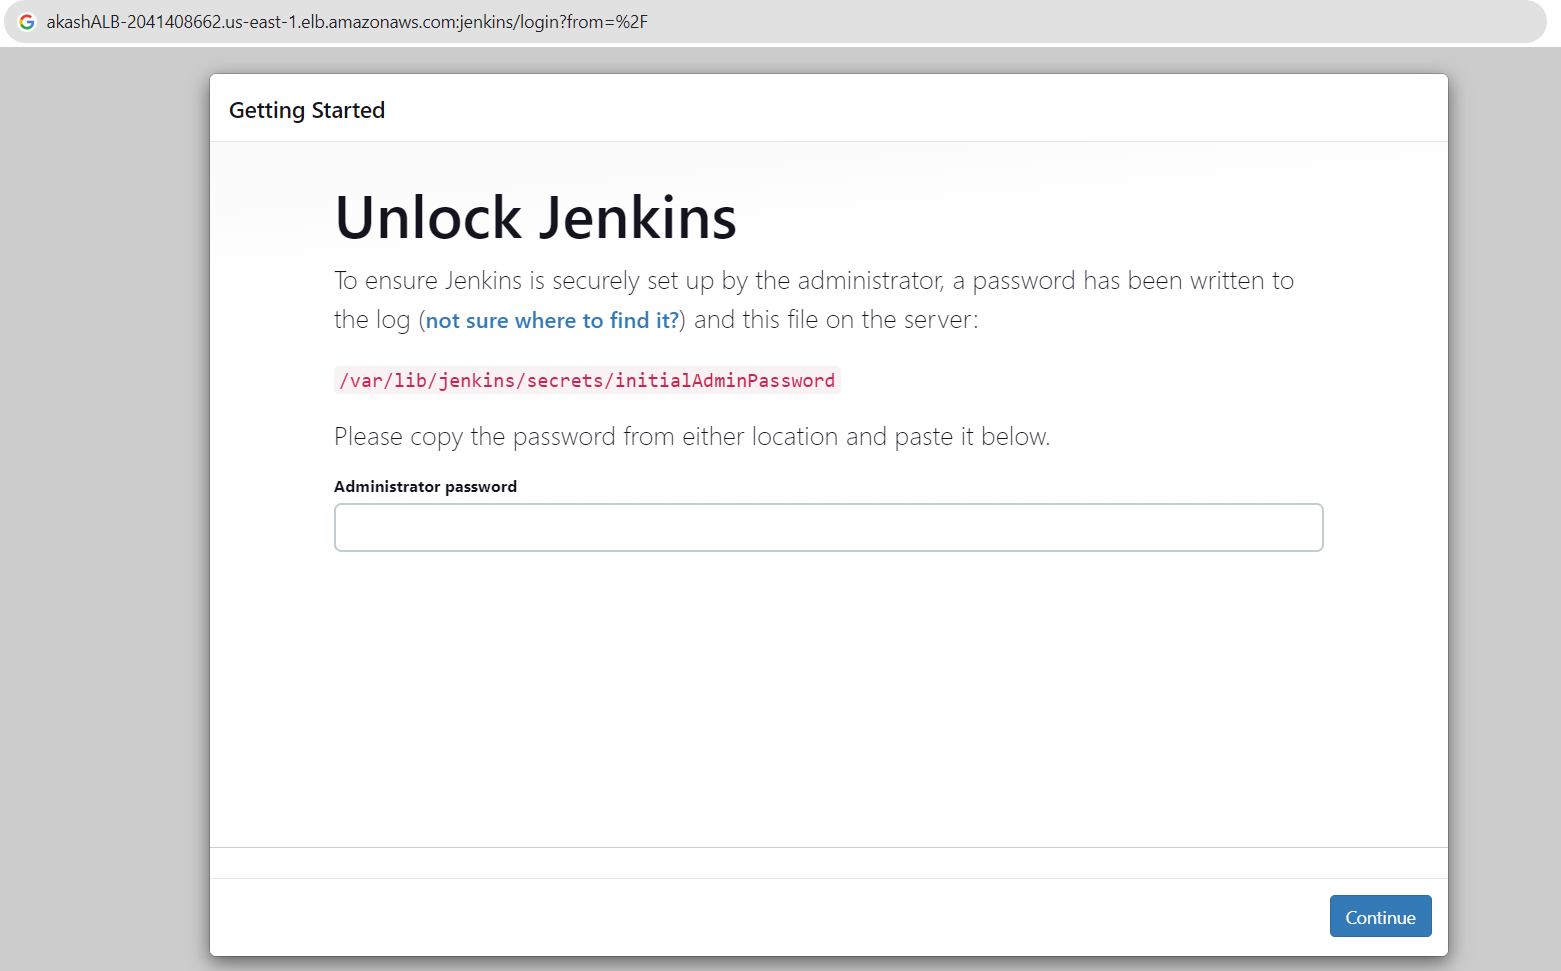 akashALB-2041408662.us-east-1.elb.amazonaws.com:jenkins/login?from=%2F
Getting Started
Unlock Jenkins
To ensure Jenkins is securely set up by the administrator, a password has been written to
the log (not sure where to find it?) and this file on the server:
/var/lib/jenkins/secrets/initialAdminPassword
Please copy the password from either location and paste it below.
Administrator password
Continue